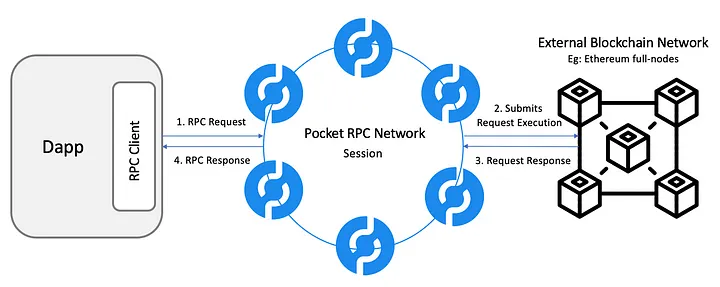 Dapp
RPC Client
1. RPC Request
4. RPC Response
Pocket RPC Network
Session
2. Submits
Request Execution
3. Request Response
External Blockchain Network
Eg: Ethereum full-nodes